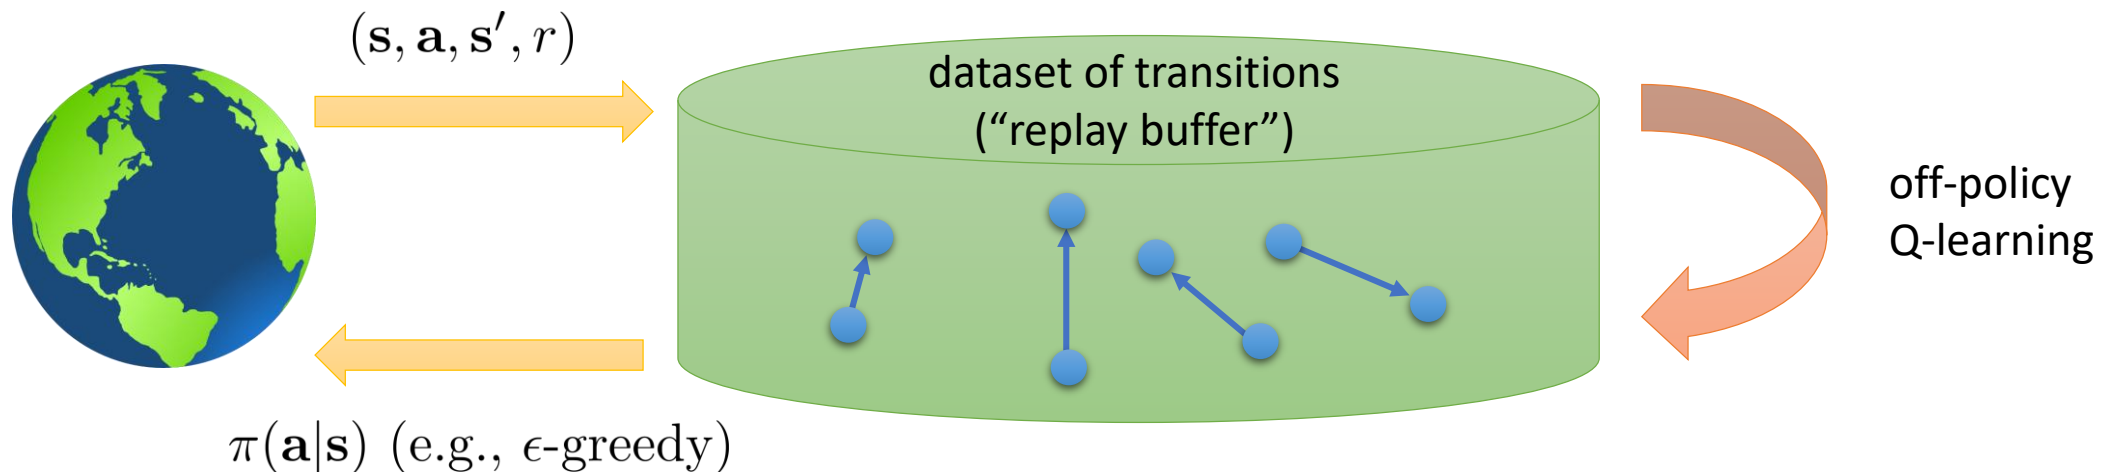 (s, a, s′, r)
dataset of transitions
(“replay buffer”)
off-policy
Q-learning
π(a|s) (e.g., ϵ-greedy)